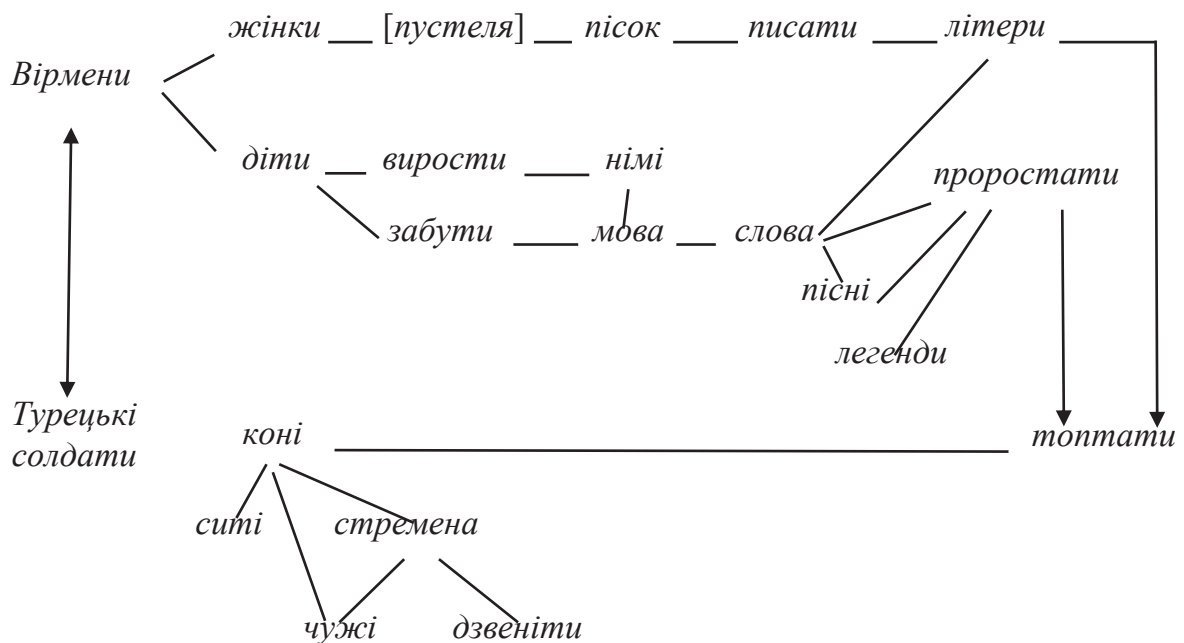 жінки [пустеля] пісок писати літери
Вірмени
діти вирости німі
проростати
забути мова слова
пісні
легенди
Турецькі
солдати
коні
топтати
ситі стремена
чужі дзвеніти